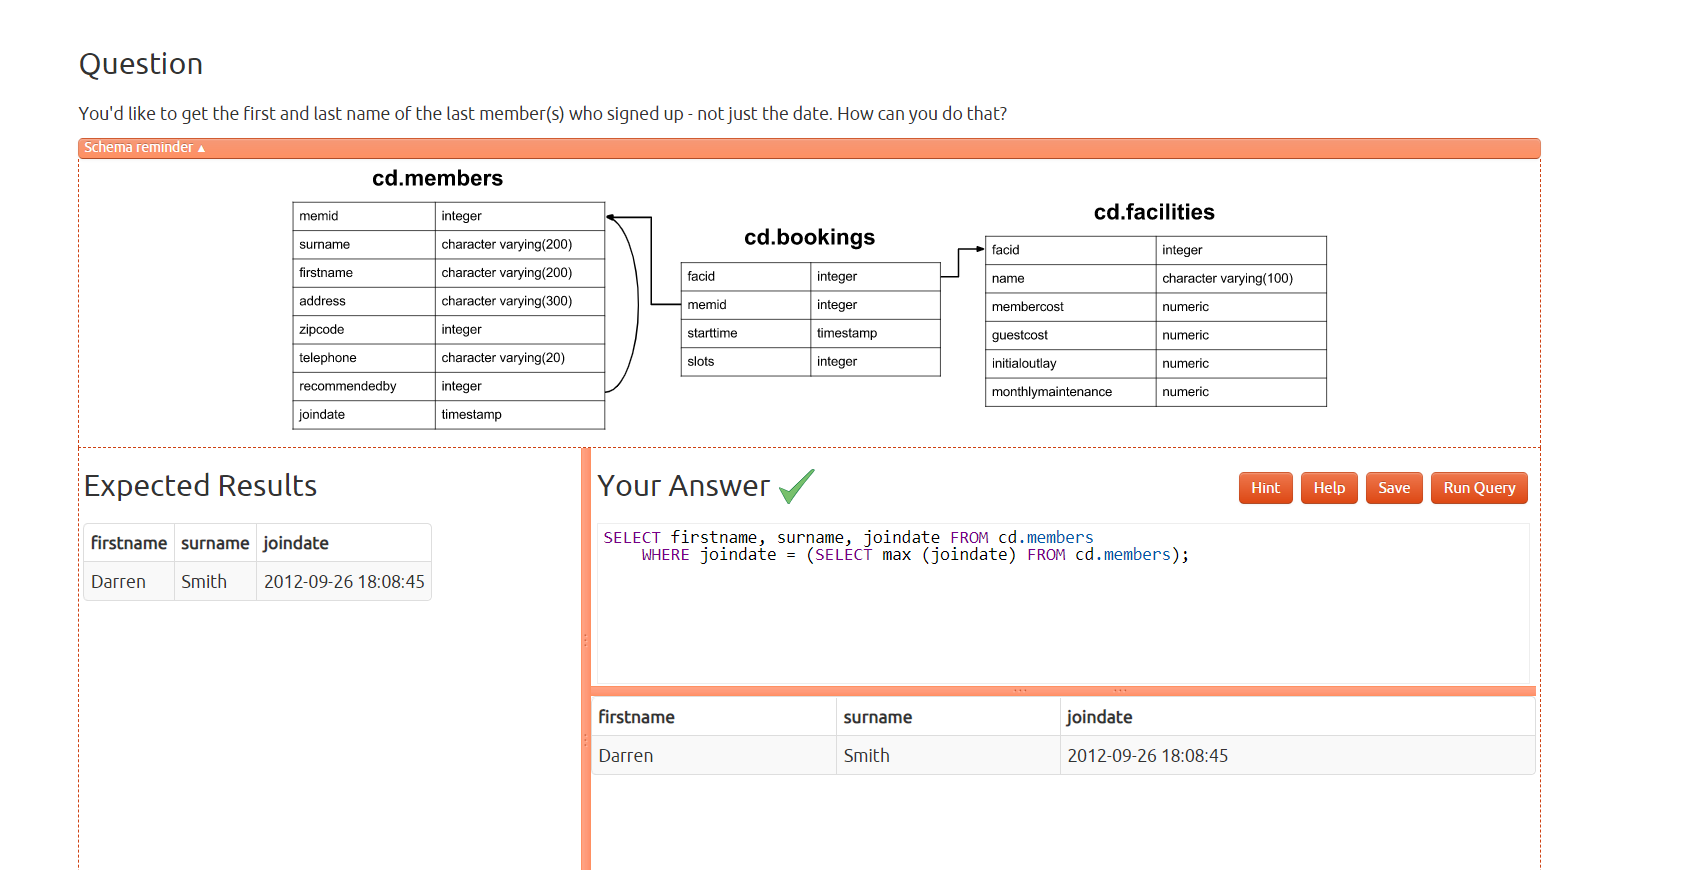 Question
You'd like to get the first and last name of the last member(s) who signed up - not just the date. How can you do that?
Schema reminder ▲
cd.members
memid integer
surname character varying(200)
firstname character varying(200)
address character varying(300)
zipcode integer
telephone character varying(20)
recommendedby integer
joindate timestamp
cd.bookings
facid integer
memid integer
starttime timestamp
slots integer
cd.facilities
facid integer
name character varying(100)
membercost numeric
guestcost numeric
initialoutlay numeric
monthlymaintenance numeric
Expected Results
firstname surname joindate
Darren Smith 2012-09-26 18:08:45
Your Answer
Hint Help Save Run Query
SELECT firstname, surname, joindate FROM cd.members
    WHERE joindate = (SELECT max (joindate) FROM cd.members);
firstname surname joindate
Darren Smith 2012-09-26 18:08:45